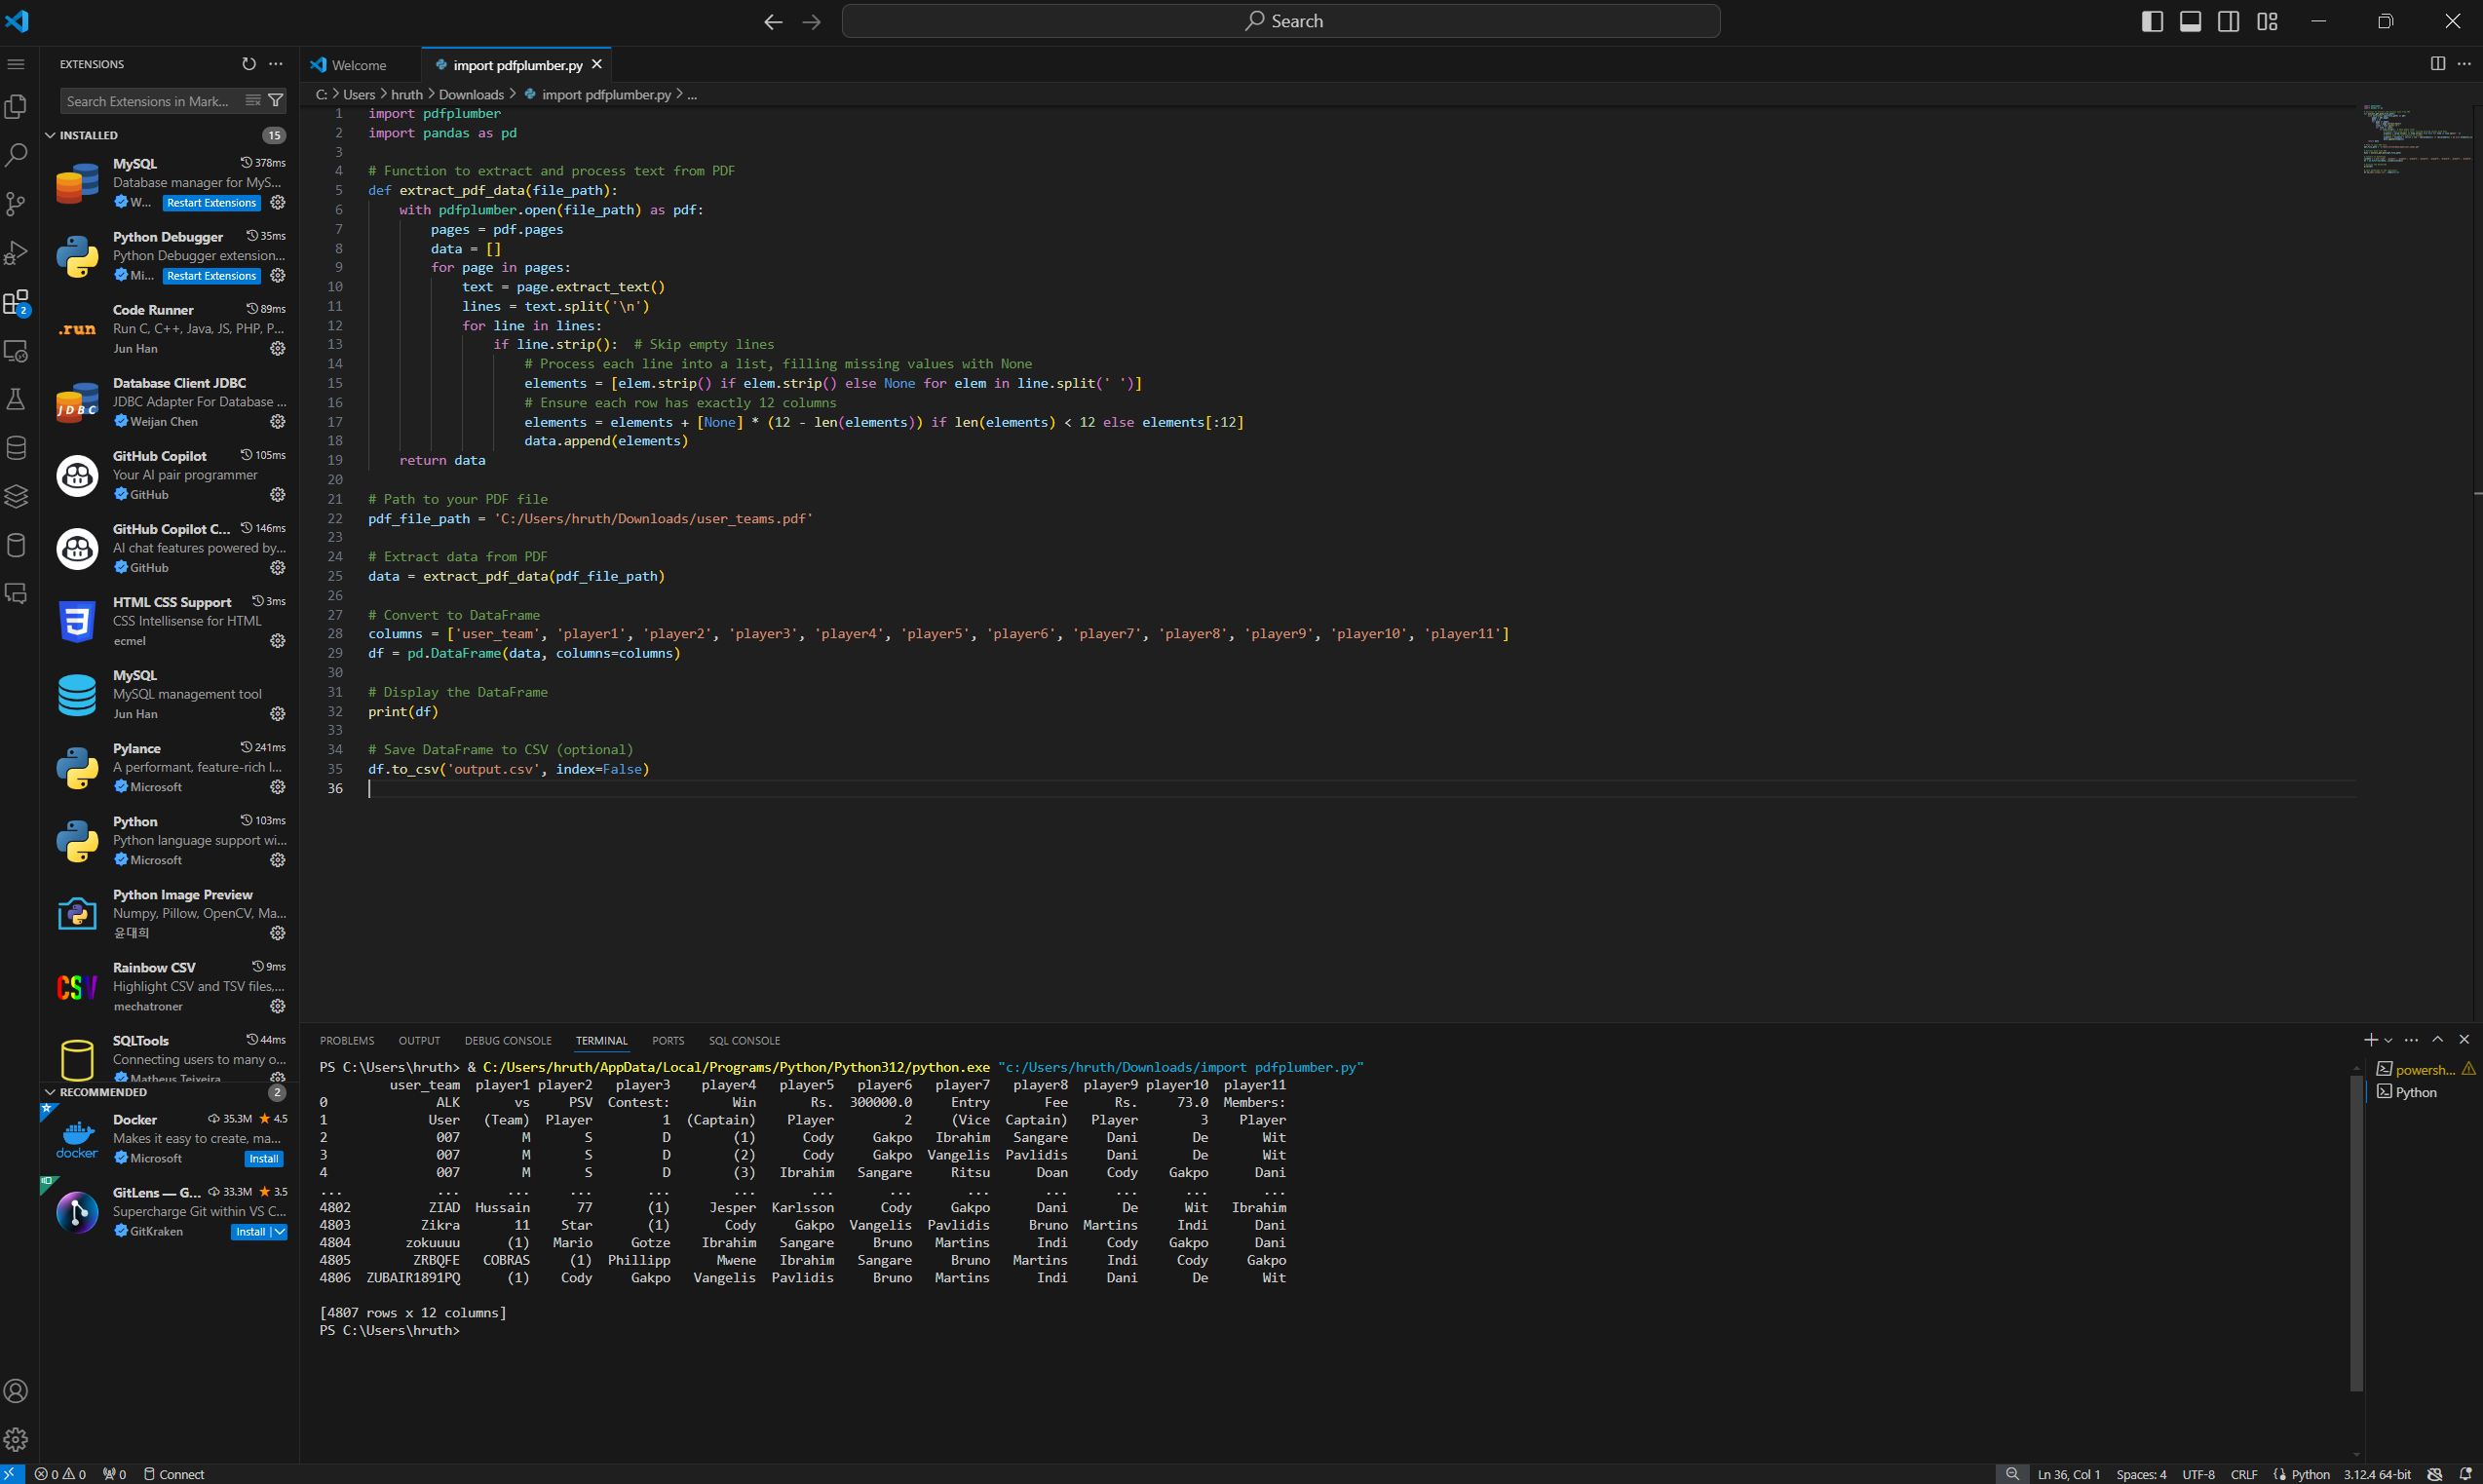 Search
EXTENSIONS
Search Extensions in Mark...
INSTALLED 15
MySQL 378ms
Database manager for MyS...
W... Restart Extensions
Python Debugger 35ms
Python Debugger extension...
Mi... Restart Extensions
.run
Code Runner 89ms
Run C, C++, Java, JS, PHP, P...
Jun Han
JDBC
Database Client JDBC
JDBC Adapter For Database ...
Weijan Chen
GitHub Copilot 105ms
Your AI pair programmer
GitHub
GitHub Copilot C... 146ms
AI chat features powered by...
GitHub
HTML CSS Support 3ms
CSS Intellisense for HTML
ecmel
MySQL
MySQL management tool
Jun Han
Pylance 241ms
A performant, feature-rich l...
Microsoft
Python 103ms
Python language support wi...
Microsoft
Python Image Preview
Numpy, Pillow, OpenCV, Ma...
윤대희
CSV
Rainbow CSV 9ms
Highlight CSV and TSV files,...
mechatroner
SQLTools 44ms
Connecting users to many o...
Matheus Teixeira
RECOMMENDED 2
docker
Docker 35.3M 4.5
Makes it easy to create, ma...
Microsoft Install
GitLens — G... 33.3M 3.5
Supercharge Git within VS C...
GitKraken Install
2
Welcome import pdfplumber.py
C: > Users > hruth > Downloads > import pdfplumber.py > ...
1 import pdfplumber
2 import pandas as pd
3
4 # Function to extract and process text from PDF
5 def extract_pdf_data(file_path):
6 with pdfplumber.open(file_path) as pdf:
7 pages = pdf.pages
8 data = []
9 for page in pages:
10 text = page.extract_text()
11 lines = text.split('\n')
12 for line in lines:
13 if line.strip(): # Skip empty lines
14 # Process each line into a list, filling missing values with None
15 elements = [elem.strip() if elem.strip() else None for elem in line.split(' ')]
16 # Ensure each row has exactly 12 columns
17 elements = elements + [None] * (12 - len(elements)) if len(elements) < 12 else elements[:12]
18 data.append(elements)
19 return data
20
21 # Path to your PDF file
22 pdf_file_path = 'C:/Users/hruth/Downloads/user_teams.pdf'
23
24 # Extract data from PDF
25 data = extract_pdf_data(pdf_file_path)
26
27 # Convert to DataFrame
28 columns = ['user_team', 'player1', 'player2', 'player3', 'player4', 'player5', 'player6', 'player7', 'player8', 'player9', 'player10', 'player11']
29 df = pd.DataFrame(data, columns=columns)
30
31 # Display the DataFrame
32 print(df)
33
34 # Save DataFrame to CSV (optional)
35 df.to_csv('output.csv', index=False)
36
PROBLEMS OUTPUT DEBUG CONSOLE TERMINAL PORTS SQL CONSOLE
PS C:\Users\hruth> & C:/Users/hruth/AppData/Local/Programs/Python/Python312/python.exe "c:/Users/hruth/Downloads/import pdfplumber.py"
user_team player1 player2 player3 player4 player5 player6 player7 player8 player9 player10 player11
0 ALK vs PSV Contest: Win Rs. 300000.0 Entry Fee Rs. 73.0 Members:
1 User (Team) Player 1 (Captain) Player 2 (Vice Captain) Player 3 Player
2 007 M S D (1) Cody Gakpo Ibrahim Sangare Dani De Wit
3 007 M S D (2) Cody Gakpo Vangelis Pavlidis Dani De Wit
4 007 M S D (3) Ibrahim Sangare Ritsu Doan Cody Gakpo Dani
... ... ... ... ... ... ... ... ... ... ... ... ...
4802 ZIAD Hussain 77 (1) Jesper Karlsson Cody Gakpo Dani De Wit Ibrahim
4803 Zikra 11 Star (1) Cody Gakpo Vangelis Pavlidis Bruno Martins Indi Dani
4804 zokuuuu (1) Mario Gotze Ibrahim Sangare Bruno Martins Indi Cody Gakpo Dani
4805 ZRBQFE COBRAS (1) Phillipp Mwene Ibrahim Sangare Bruno Martins Indi Cody Gakpo
4806 ZUBAIR1891PQ (1) Cody Gakpo Vangelis Pavlidis Bruno Martins Indi Dani De Wit
[4807 rows x 12 columns]
PS C:\Users\hruth>
powersh...
Python
0 0 0 Connect
Ln 36, Col 1 Spaces: 4 UTF-8 CRLF Python 3.12.4 64-bit